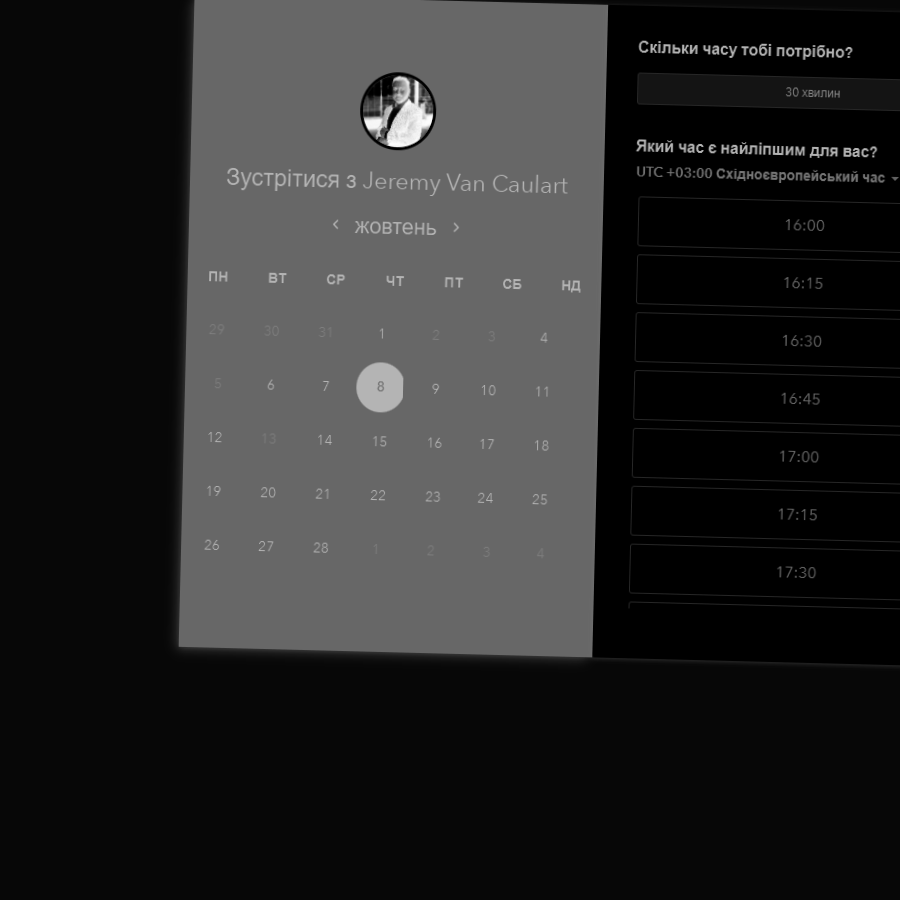 Зустрітися з Jeremy Van Caulart
жовтень
ПН ВТ СР ЧТ ПТ СБ НД
29 30 31 1 2 3 4
5 6 7 8 9 10 11
12 13 14 15 16 17 18
19 20 21 22 23 24 25
26 27 28 1 2 3 4
Скільки часу тобі потрібно?
30 хвилин
Який час є найліпшим для вас?
UTC +03:00 Східноєвропейський час
16:00
16:15
16:30
16:45
17:00
17:15
17:30